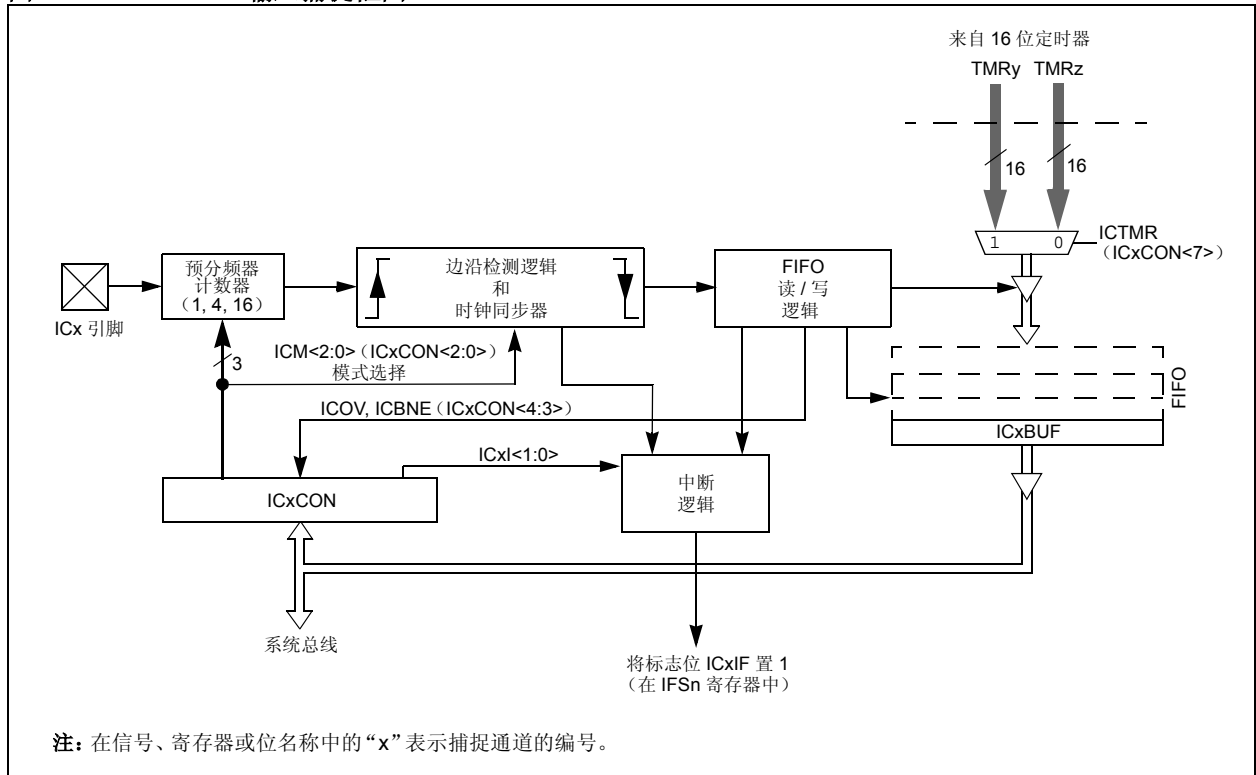 来自 16 位定时器
TMRy TMRz
16 16
1 0
ICTMR
（ICxCON<7>）
预分频器
计数器
（1, 4, 16）
边沿检测逻辑
和
时钟同步器
FIFO
读 / 写
逻辑
ICx 引脚
3
ICM<2:0>（ICxCON<2:0>）
模式选择
FIFO
ICOV, ICBNE（ICxCON<4:3>）
ICxBUF
ICxI<1:0>
中断
逻辑
ICxCON
系统总线
将标志位 ICxIF 置 1
（在 IFSn 寄存器中）
注: 在信号、寄存器或位名称中的“x”表示捕捉通道的编号。